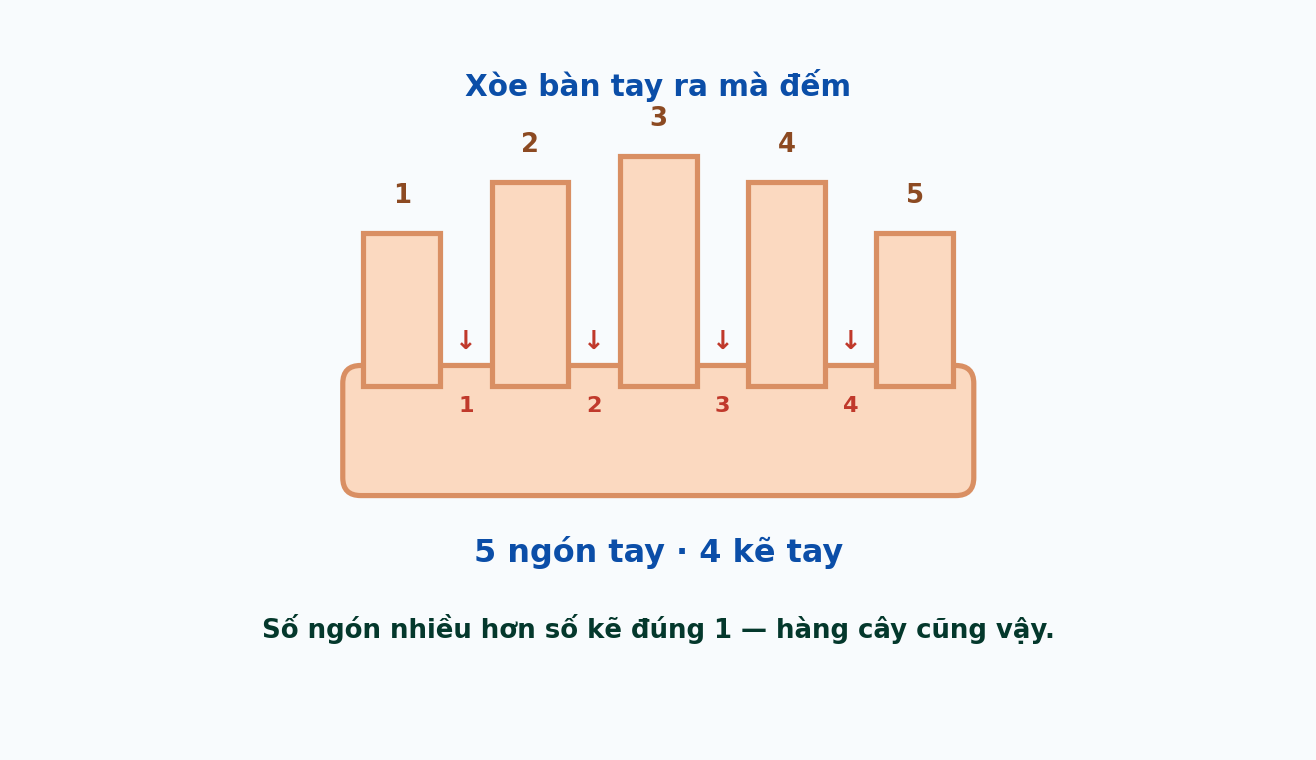 Xòe bàn tay ra mà đếm
3
2 4
1 5
↓ ↓ ↓ ↓
1 2 3 4
5 ngón tay · 4 kẽ tay
Số ngón nhiều hơn số kẽ đúng 1 — hàng cây cũng vậy.